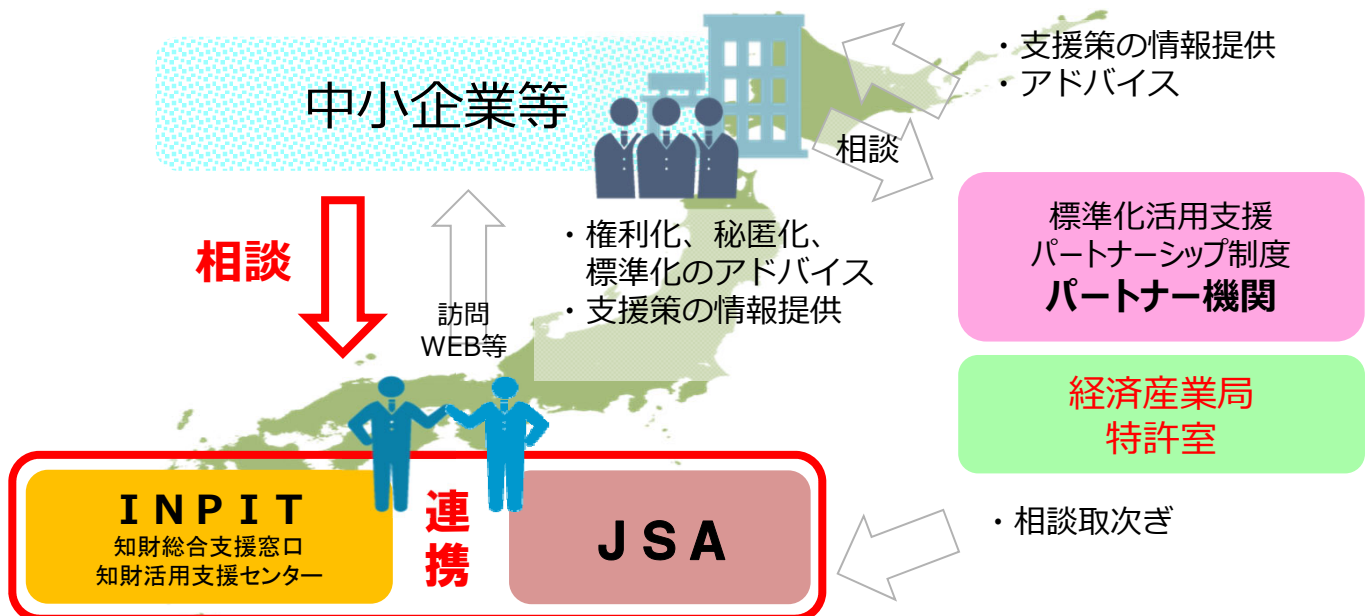 中小企業等
・支援策の情報提供
・アドバイス
相談
相談
訪問
WEB等
・権利化、秘匿化、
標準化のアドバイス
・支援策の情報提供
標準化活用支援
パートナーシップ制度
パートナー機関
経済産業局
特許室
・相談取次ぎ
ＩＮＰＩＴ
知財総合支援窓口
知財活用支援センター
連携
ＪＳＡ